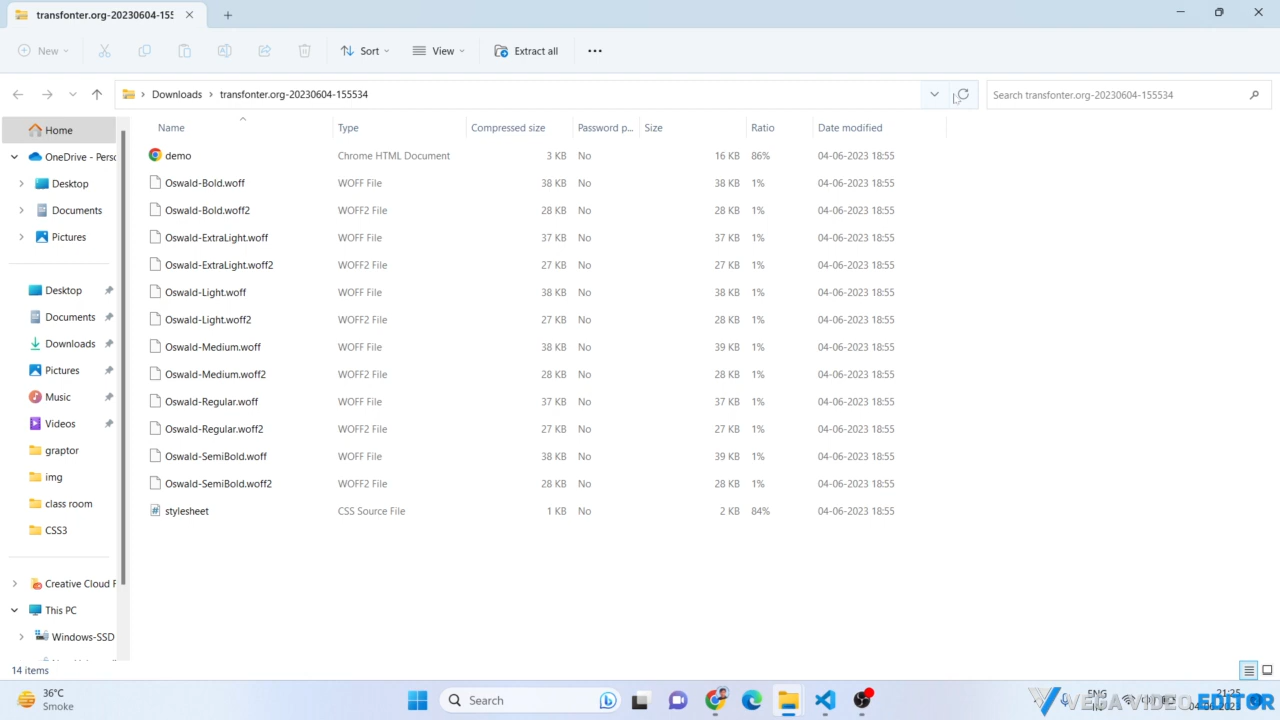 transfonter.org-20230604-155
New
Sort
View
Extract all
Downloads
transfonter.org-20230604-155534
Search transfonter.org-20230604-155534
Name Type Compressed size Password p... Size Ratio Date modified
demo Chrome HTML Document 3 KB No 16 KB 86% 04-06-2023 18:55
Oswald-Bold.woff WOFF File 38 KB No 38 KB 1% 04-06-2023 18:55
Oswald-Bold.woff2 WOFF2 File 28 KB No 28 KB 1% 04-06-2023 18:55
Oswald-ExtraLight.woff WOFF File 37 KB No 37 KB 1% 04-06-2023 18:55
Oswald-ExtraLight.woff2 WOFF2 File 27 KB No 27 KB 1% 04-06-2023 18:55
Oswald-Light.woff WOFF File 38 KB No 38 KB 1% 04-06-2023 18:55
Oswald-Light.woff2 WOFF2 File 27 KB No 28 KB 1% 04-06-2023 18:55
Oswald-Medium.woff WOFF File 38 KB No 39 KB 1% 04-06-2023 18:55
Oswald-Medium.woff2 WOFF2 File 28 KB No 28 KB 1% 04-06-2023 18:55
Oswald-Regular.woff WOFF File 37 KB No 37 KB 1% 04-06-2023 18:55
Oswald-Regular.woff2 WOFF2 File 27 KB No 27 KB 1% 04-06-2023 18:55
Oswald-SemiBold.woff WOFF File 38 KB No 39 KB 1% 04-06-2023 18:55
Oswald-SemiBold.woff2 WOFF2 File 28 KB No 28 KB 1% 04-06-2023 18:55
stylesheet CSS Source File 1 KB No 2 KB 84% 04-06-2023 18:55
Home
OneDrive - Perso
Desktop
Documents
Pictures
Desktop
Documents
Downloads
Pictures
Music
Videos
graptor
img
class room
CSS3
Creative Cloud F
This PC
Windows-SSD
14 items
36°C
Smoke
Search
ENG
21:25
04-06-2023
VEGA VIDEO EDITOR